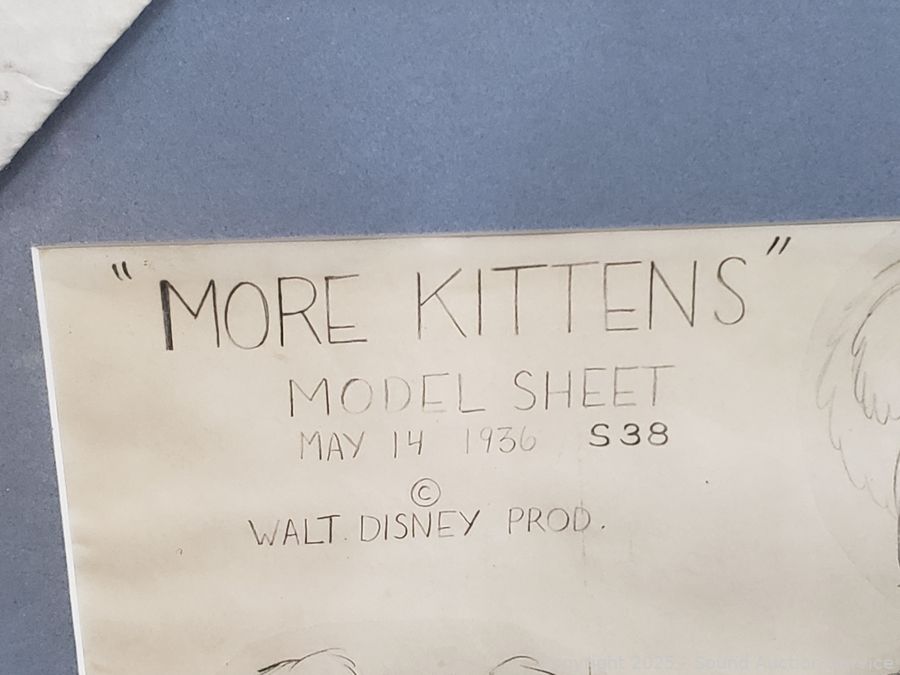 "MORE KITTENS"
MODEL SHEET
MAY 14 1936 S38
©
WALT. DISNEY PROD.
Copyright 2025 - Sound Auction Service